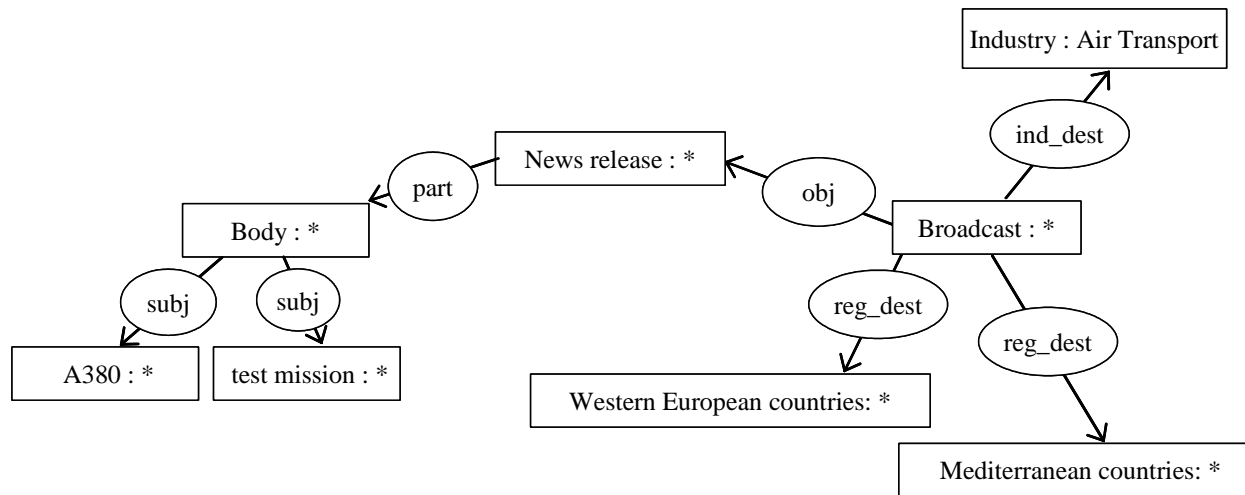 Industry : Air Transport
ind_dest
News release : *
part
obj
Body : *
Broadcast : *
subj
subj
reg_dest
reg_dest
A380 : *
test mission : *
Western European countries: *
Mediterranean countries: *